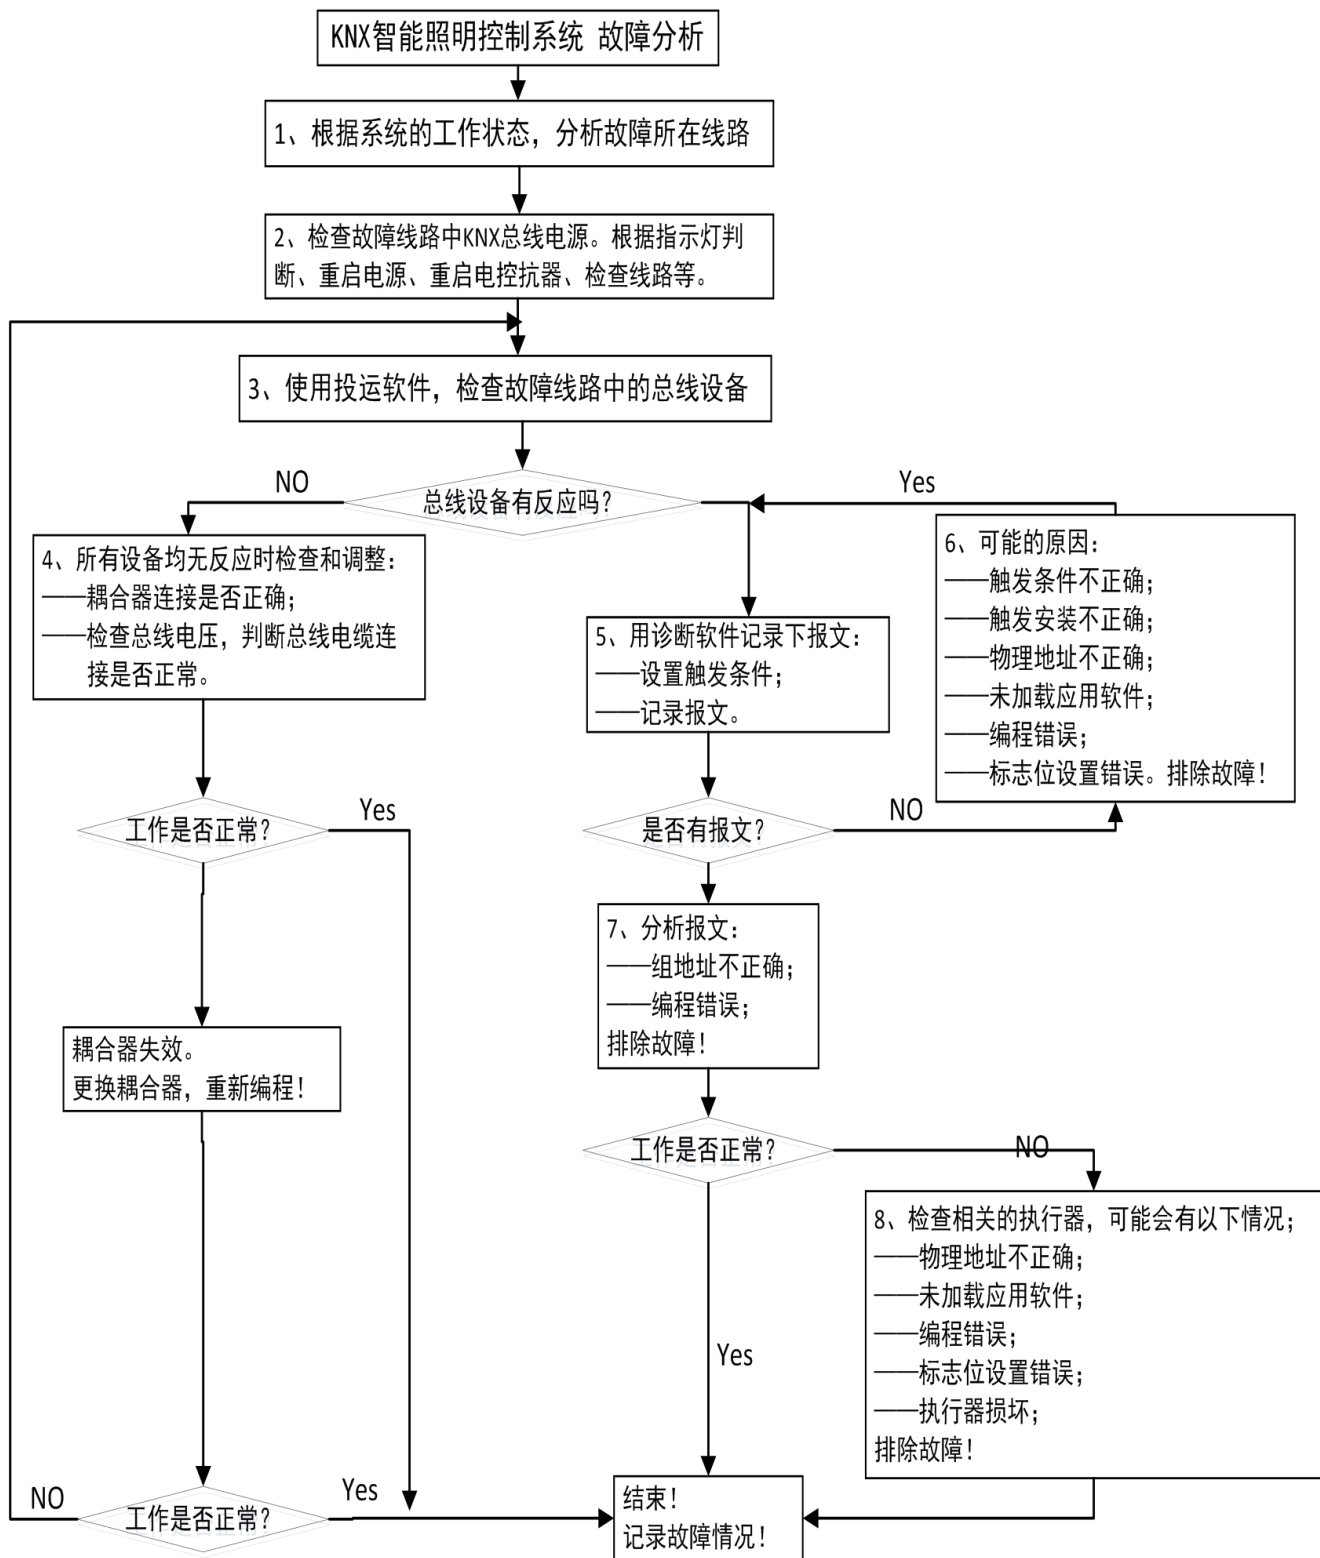 KNX智能照明控制系统 故障分析
1、根据系统的工作状态，分析故障所在线路
2、检查故障线路中KNX总线电源。根据指示灯判
断、重启电源、重启电控抗器、检查线路等。
3、使用投运软件，检查故障线路中的总线设备
总线设备有反应吗？
NO
Yes
4、所有设备均无反应时检查和调整：
——耦合器连接是否正确；
——检查总线电压，判断总线电缆连
接是否正常。
5、用诊断软件记录下报文：
——设置触发条件；
——记录报文。
6、可能的原因：
——触发条件不正确；
——触发安装不正确；
——物理地址不正确；
——未加载应用软件；
——编程错误；
——标志位设置错误。排除故障！
工作是否正常？
Yes
是否有报文？
NO
7、分析报文：
——组地址不正确；
——编程错误；
排除故障！
耦合器失效。
更换耦合器，重新编程！
工作是否正常？
NO
Yes
8、检查相关的执行器，可能会有以下情况；
——物理地址不正确；
——未加载应用软件；
——编程错误；
——标志位设置错误；
——执行器损坏；
排除故障！
工作是否正常？
NO
Yes
结束！
记录故障情况！